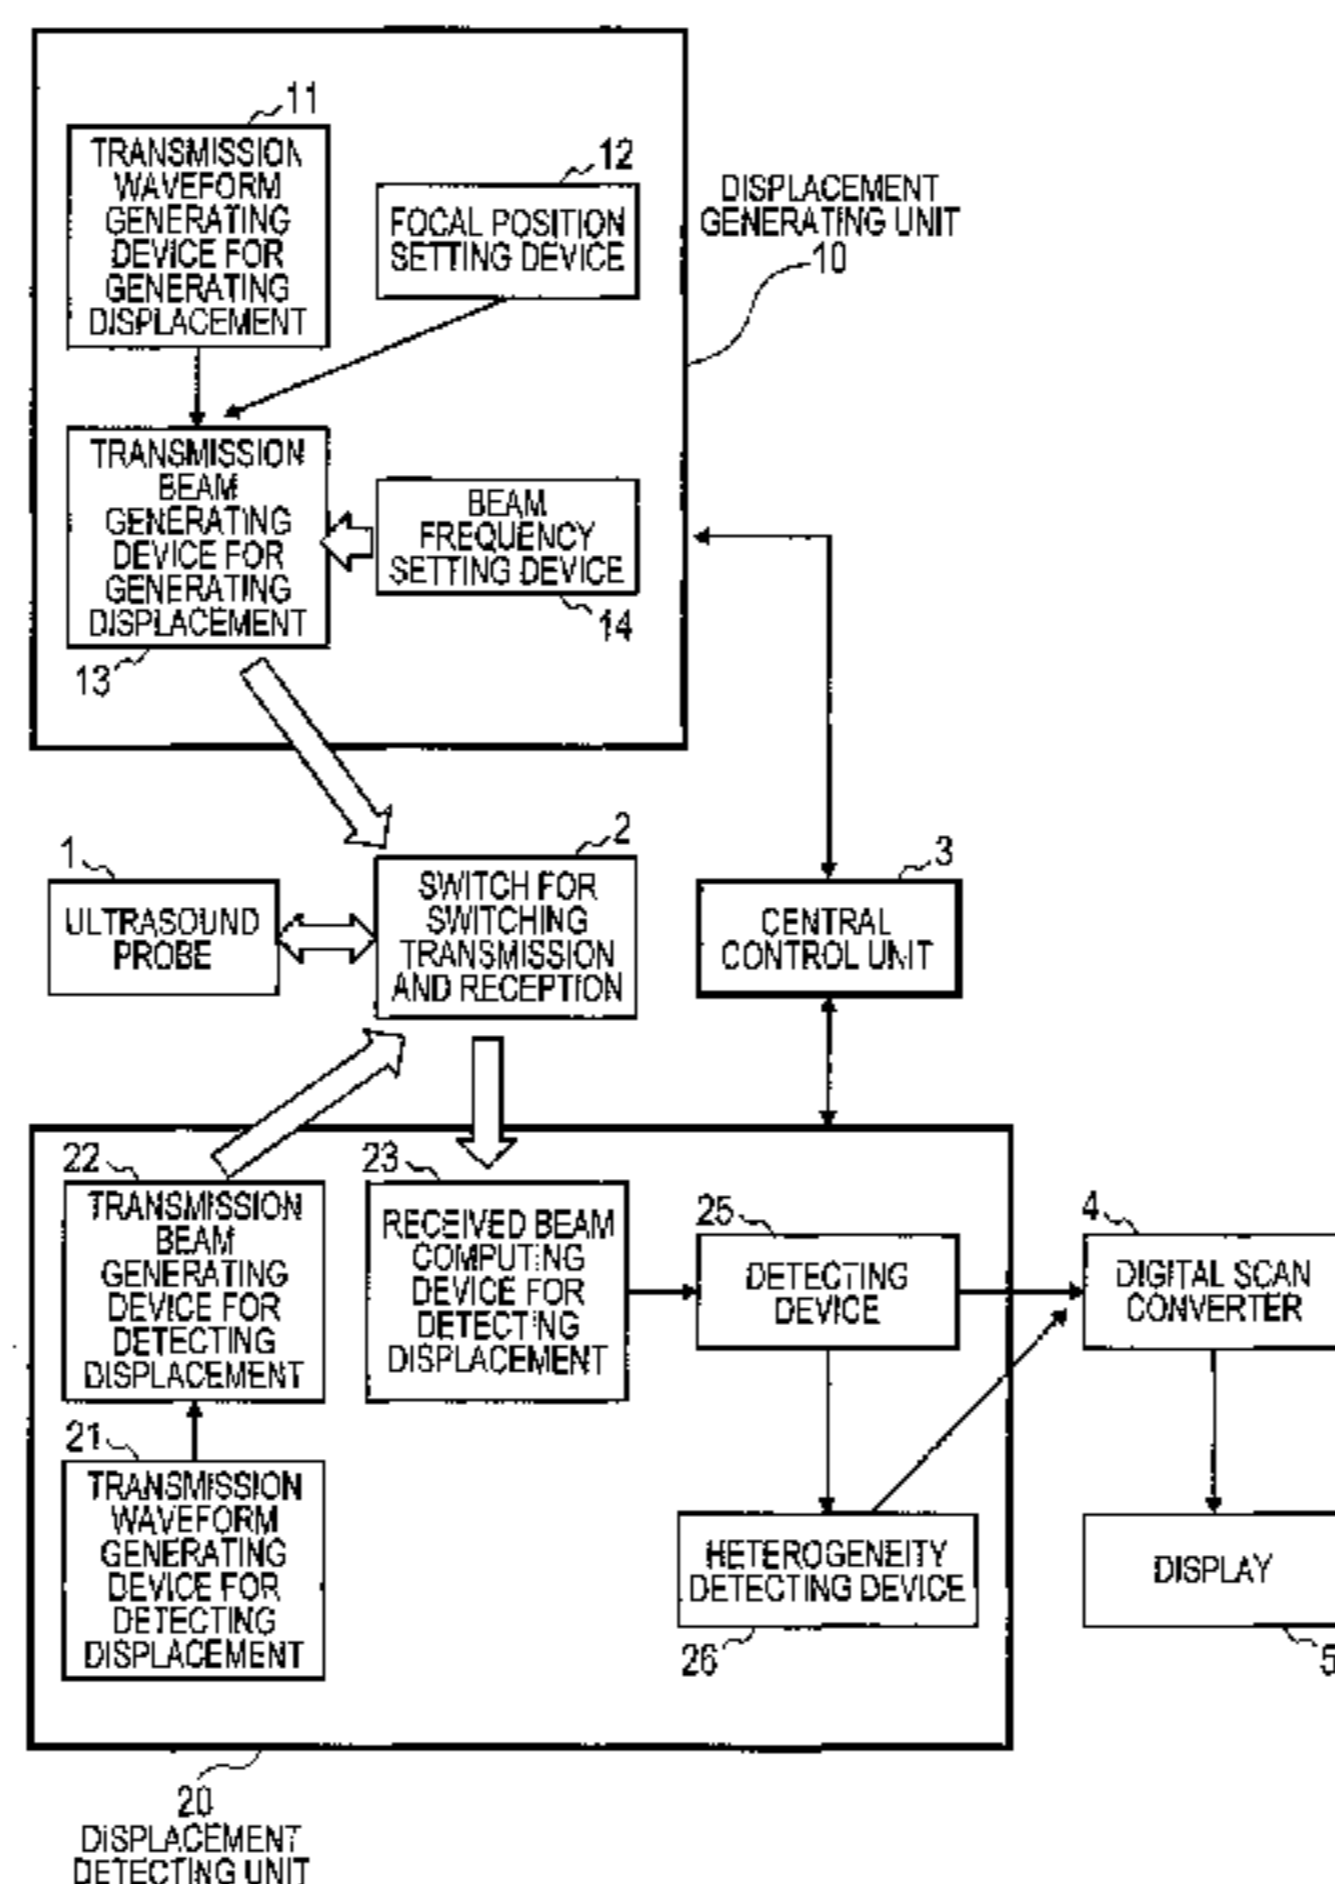 11
TRANSMISSION
WAVEFORM
GENERATING
DEVICE FOR
GENERATING
DISPLACEMENT
12
FOCAL POSITION
SETTING DEVICE
DISPLACEMENT
GENERATING UNIT
10
TRANSMISSION
BEAM
GENERATING
DEVICE FOR
GENERATING
DISPLACEMENT
13
BEAM
FREQUENCY
SETTING DEVICE
14
1
ULTRASOUND
PROBE
2
SWITCH FOR
SWITCHING
TRANSMISSION
AND RECEPTION
3
CENTRAL
CONTROL UNIT
22
TRANSMISSION
BEAM
GENERATING
DEVICE FOR
DETECTING
DISPLACEMENT
23
RECEIVED BEAM
COMPUTING
DEVICE FOR
DETECTING
DISPLACEMENT
25
DETECTING
DEVICE
4
DIGITAL SCAN
CONVERTER
21
TRANSMISSION
WAVEFORM
GENERATING
DEVICE FOR
DETECTING
DISPLACEMENT
HETEROGENEITY
DETECTING DEVICE
26
DISPLAY
5
20
DISPLACEMENT
DETECTING UNIT